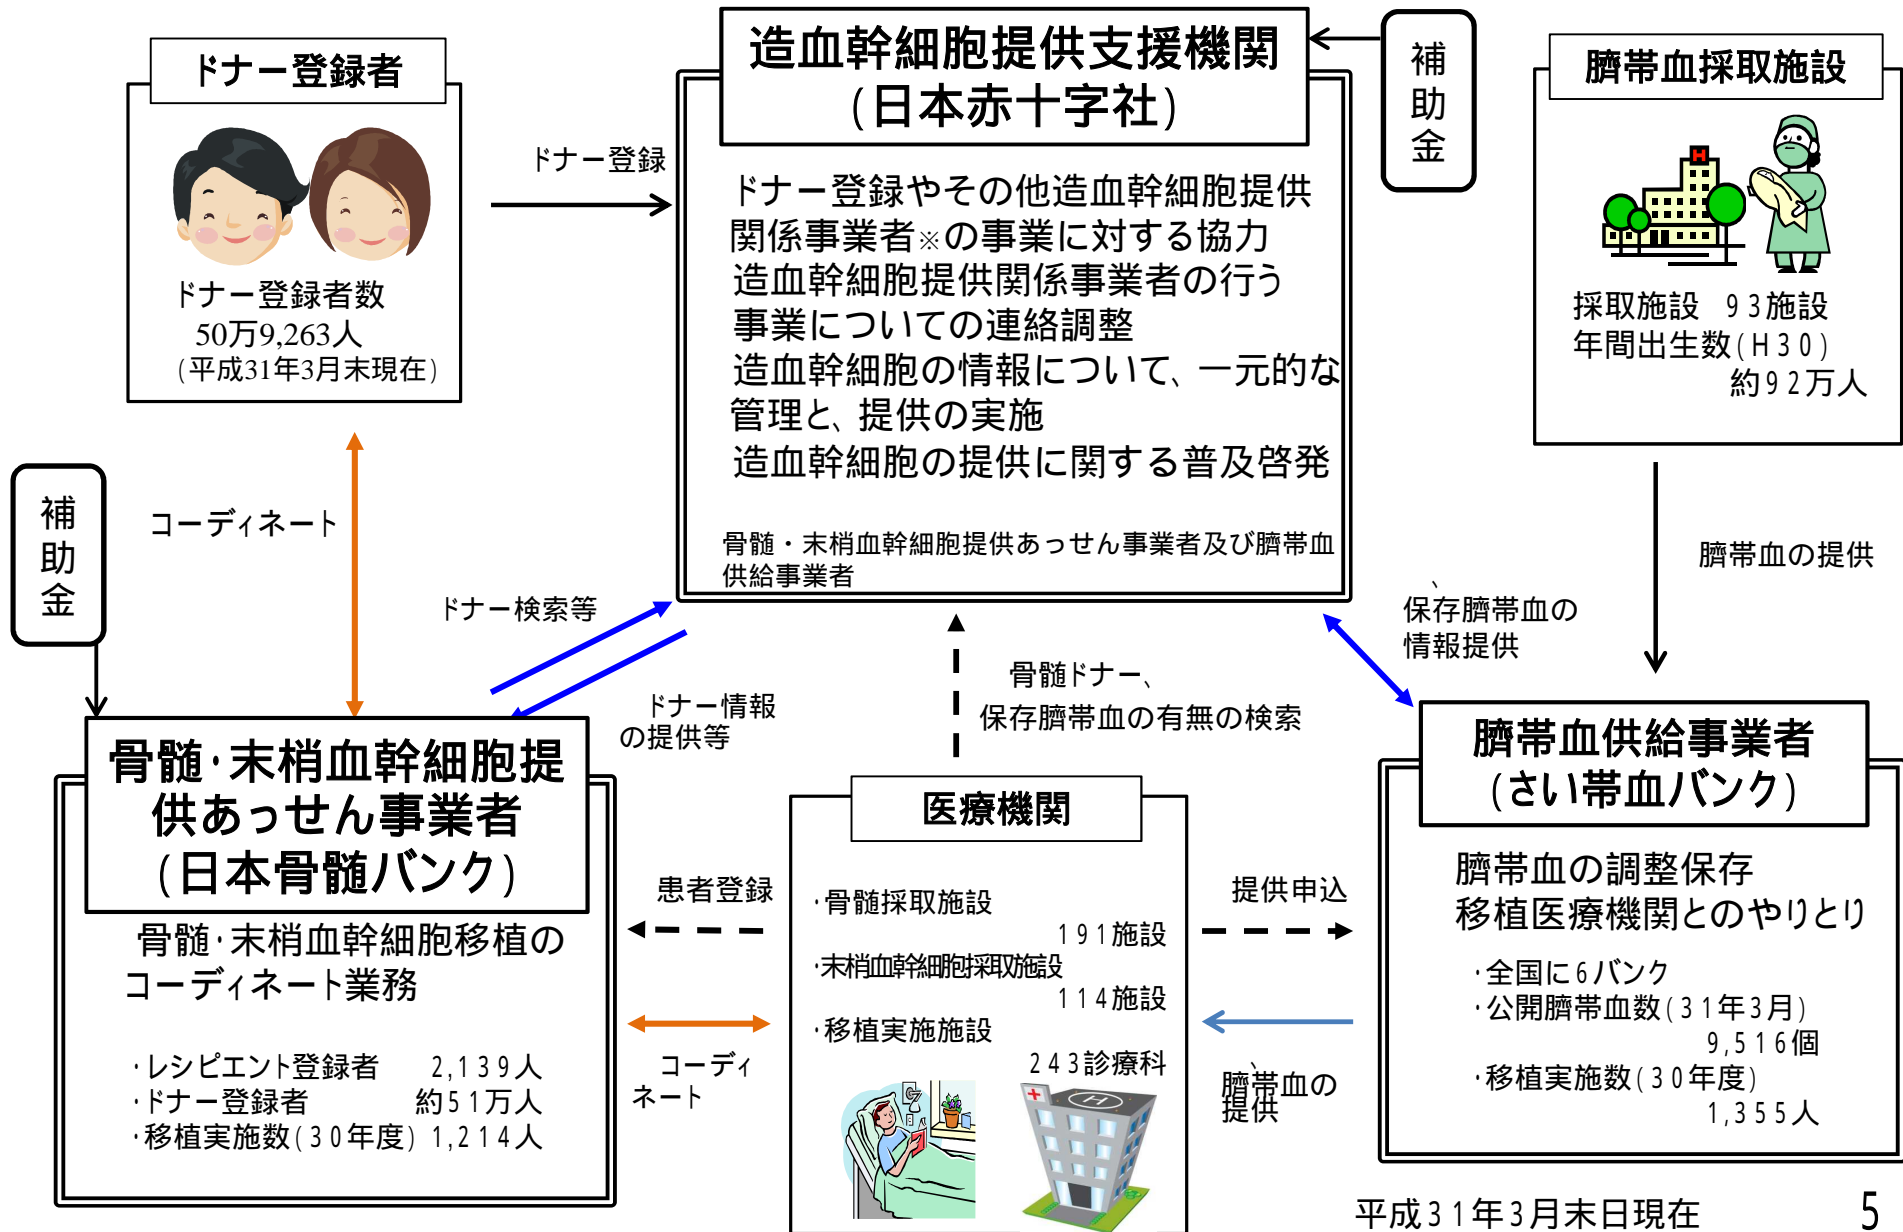 ドナー登録者
ドナー登録者数
50万9,263人
(平成31年3月末現在)
ドナー登録
造血幹細胞提供支援機関
(日本赤十字社)
ドナー登録やその他造血幹細胞提供
関係事業者※の事業に対する協力
造血幹細胞提供関係事業者の行う
事業についての連絡調整
造血幹細胞の情報について、一元的な
管理と、提供の実施
造血幹細胞の提供に関する普及啓発
骨髄・末梢血幹細胞提供あっせん事業者及び臍帯血
供給事業者
補
助
金
臍帯血採取施設
H
採取施設 93施設
年間出生数(H30)
約92万人
補
助
金
コーディネート
ドナー検索等
ドナー情報
の提供等
骨髄ドナー、
保存臍帯血の有無の検索
、
保存臍帯血の
情報提供
臍帯血の提供
骨髄・末梢血幹細胞提
供あっせん事業者
(日本骨髄バンク)
骨髄・末梢血幹細胞移植の
コーディネート業務
・レシピエント登録者 2,139人
・ドナー登録者 約51万人
・移植実施数(30年度) 1,214人
患者登録
コーディ
ネート
医療機関
・骨髄採取施設
191施設
・末梢血幹細胞採取施設
114施設
・移植実施施設
243診療科
H
提供申込
、
臍帯血の
提供
臍帯血供給事業者
(さい帯血バンク)
臍帯血の調整保存
移植医療機関とのやりとり
・全国に6バンク
・公開臍帯血数(31年3月)
9,516個
・移植実施数(30年度)
1,355人
平成31年3月末日現在
5